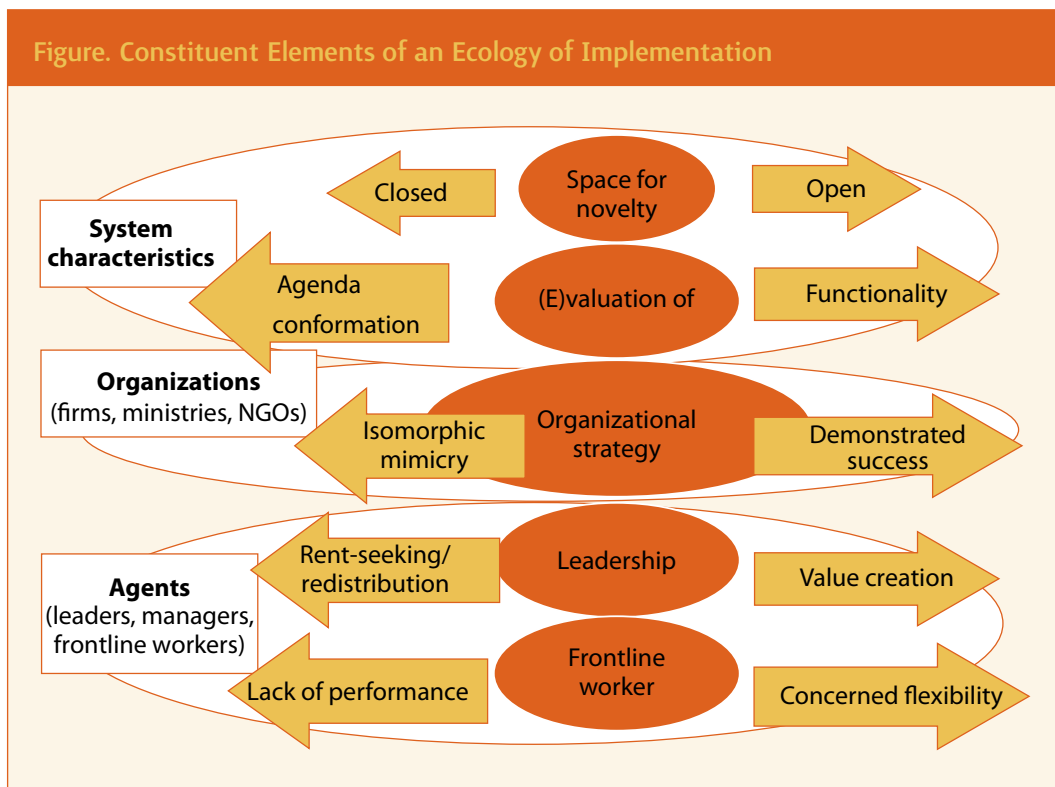 Figure. Constituent Elements of an Ecology of Implementation
System
characteristics
Closed
Space for
novelty
Open
Agenda
conformation
(E)valuation of
Functionality
Organizations
(firms, ministries, NGOs)
Isomorphic
mimicry
Organizational
strategy
Demonstrated
success
Agents
(leaders, managers,
frontline workers)
Rent-seeking/
redistribution
Leadership
Value creation
Lack of performance
Frontline
worker
Concerned flexibility